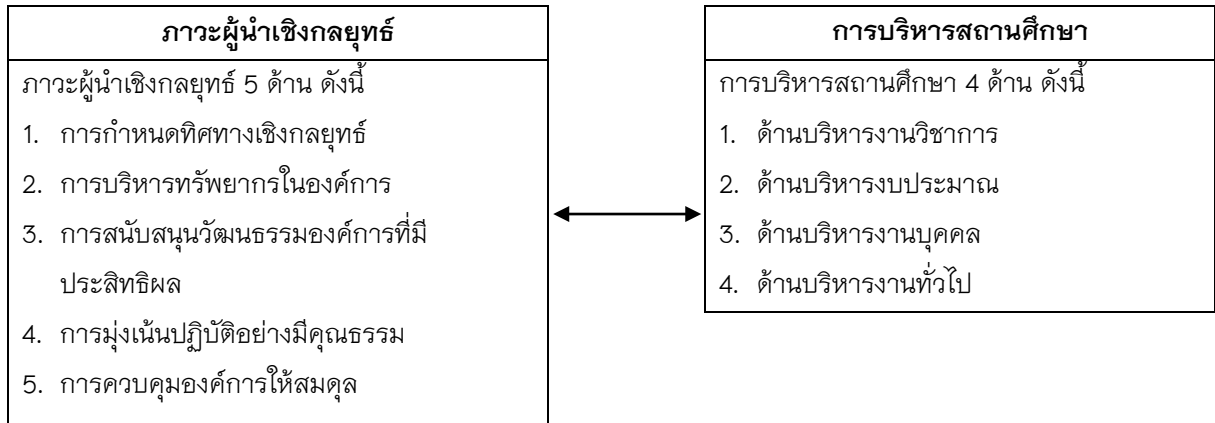 ภาวะผู้นำเชิงกลยุทธ์
ภาวะผู้นำเชิงกลยุทธ์ 5 ด้าน ดังนี้
1. การกำหนดทิศทางเชิงกลยุทธ์
2. การบริหารทรัพยากรในองค์การ
3. การสนับสนุนวัฒนธรรมองค์การที่มี
ประสิทธิผล
4. การมุ่งเน้นปฏิบัติอย่างมีคุณธรรม
5. การควบคุมองค์การให้สมดุล
การบริหารสถานศึกษา
การบริหารสถานศึกษา 4 ด้าน ดังนี้
1. ด้านบริหารงานวิชาการ
2. ด้านบริหารงบประมาณ
3. ด้านบริหารงานบุคคล
4. ด้านบริหารงานทั่วไป